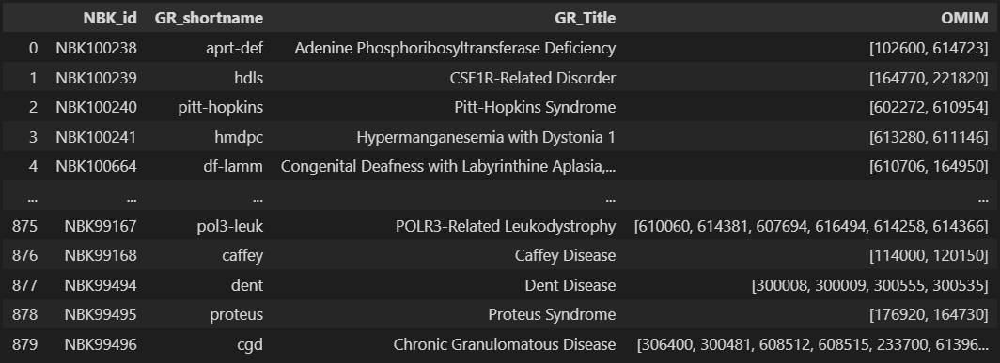 NBK_id GR_shortname GR_Title OMIM
0 NBK100238 aprt-def Adenine Phosphoribosyltransferase Deficiency [102600, 614723]
1 NBK100239 hdls CSF1R-Related Disorder [164770, 221820]
2 NBK100240 pitt-hopkins Pitt-Hopkins Syndrome [602272, 610954]
3 NBK100241 hmdpc Hypermanganesemia with Dystonia 1 [613280, 611146]
4 NBK100664 df-lamm Congenital Deafness with Labyrinthine Aplasia,... [610706, 164950]
... ... ... ... ...
875 NBK99167 pol3-leuk POLR3-Related Leukodystrophy [610060, 614381, 607694, 616494, 614258, 614366]
876 NBK99168 caffey Caffey Disease [114000, 120150]
877 NBK99494 dent Dent Disease [300008, 300009, 300555, 300535]
878 NBK99495 proteus Proteus Syndrome [176920, 164730]
879 NBK99496 cgd Chronic Granulomatous Disease [306400, 300481, 608512, 608515, 233700, 61396...